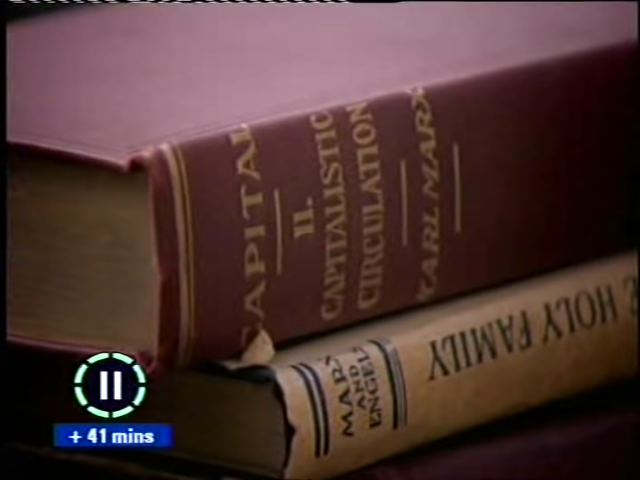 CAPITAL
II.
CAPITALISTIC
CIRCULATION
KARL MARX
MARX
AND
ENGELS
E HOLY FAMILY
+ 41 mins